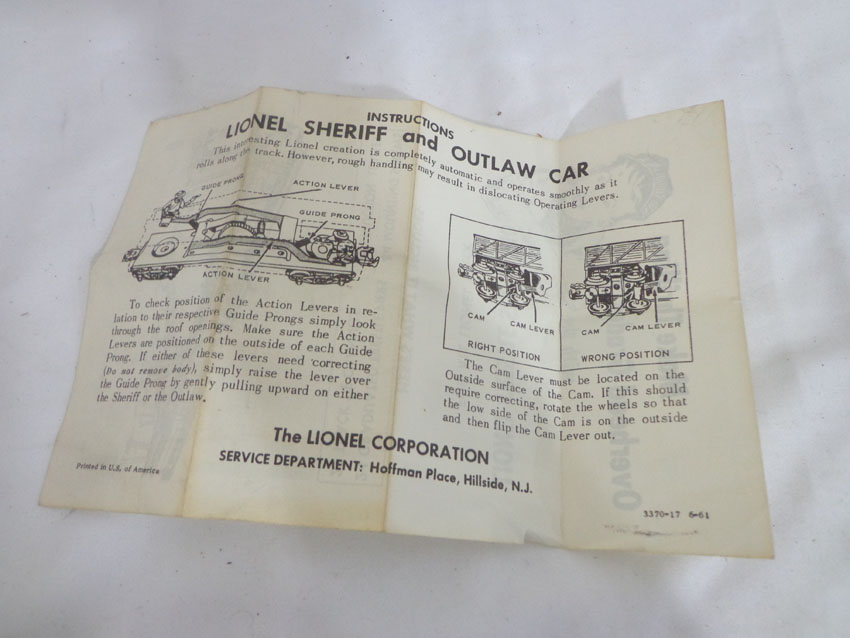 INSTRUCTIONS
LIONEL SHERIFF and OUTLAW CAR
This interesting Lionel creation is completely automatic and operates smoothly as it
rolls along the track. However, rough handling may result in dislocating Operating Levers.
GUIDE PRONG
ACTION LEVER
GUIDE PRONG
ACTION LEVER
To check position of the Action Levers in re-
lation to their respective Guide Prongs simply look
through the roof openings. Make sure the Action
Levers are positioned on the outside of each Guide
Prong. If either of these levers need correcting
(Do not remove body), simply raise the lever over
the Guide Prong by gently pulling upward on either
the Sheriff or the Outlaw.
CAM
CAM LEVER
RIGHT POSITION
CAM
CAM LEVER
WRONG POSITION
The Cam Lever must be located on the
Outside surface of the Cam. If this should
require correcting, rotate the wheels so that
the low side of the Cam is on the outside
and then flip the Cam Lever out.
The LIONEL CORPORATION
SERVICE DEPARTMENT: Hoffman Place, Hillside, N.J.
Printed in U.S. of America
3370-17 6-61